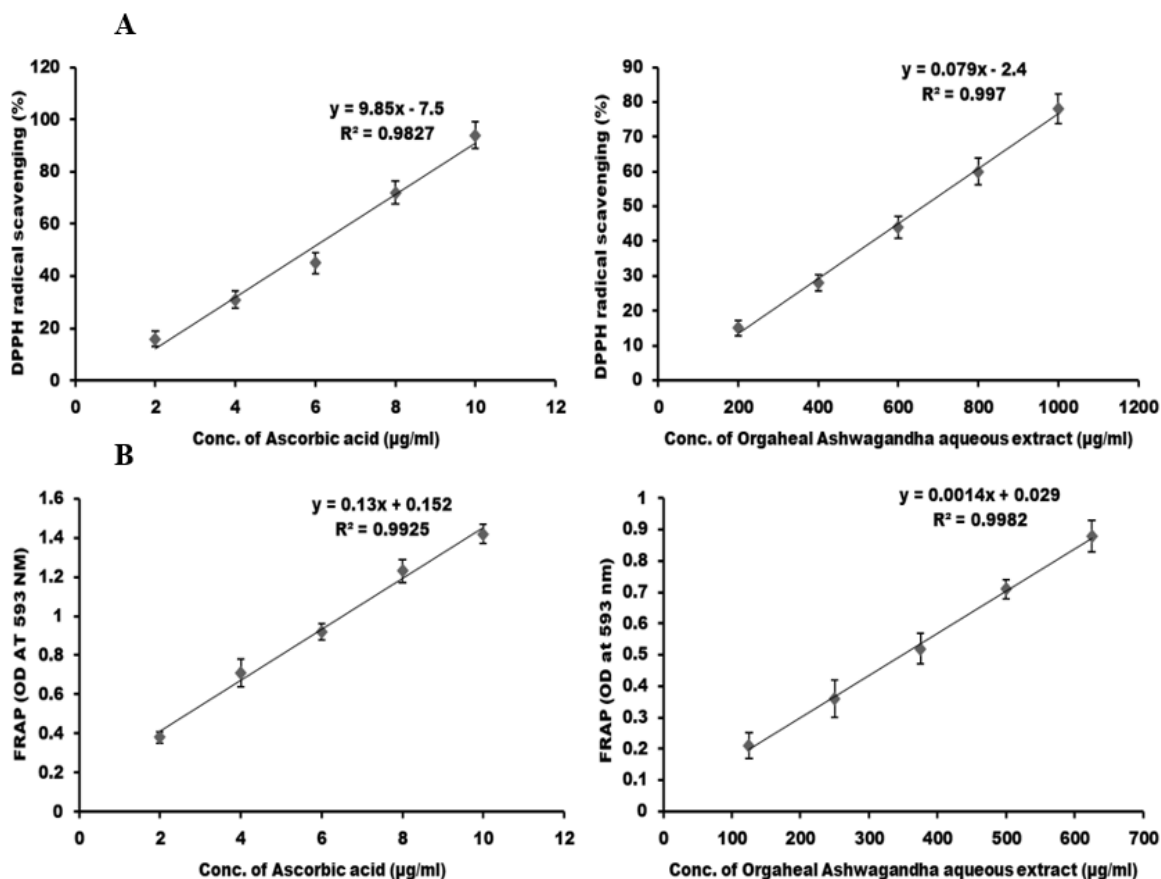 A
120
100
80
60
40
20
0
0 2 4 6 8 10 12
DPPH radical scavenging (%)
Conc. of Ascorbic acid (µg/ml)
y = 9.85x - 7.5
R² = 0.9827
90
80
70
60
50
40
30
20
10
0
0 200 400 600 800 1000 1200
DPPH radical scavenging (%)
Conc. of Orgaheal Ashwagandha aqueous extract (µg/ml)
y = 0.079x - 2.4
R² = 0.997
B
1.6
1.4
1.2
1
0.8
0.6
0.4
0.2
0
0 2 4 6 8 10 12
FRAP (OD AT 593 NM)
Conc. of Ascorbic acid (µg/ml)
y = 0.13x + 0.152
R² = 0.9925
1
0.9
0.8
0.7
0.6
0.5
0.4
0.3
0.2
0.1
0
0 100 200 300 400 500 600 700
FRAP (OD at 593 nm)
Conc. of Orgaheal Ashwagandha aqueous extract (µg/ml)
y = 0.0014x + 0.029
R² = 0.9982